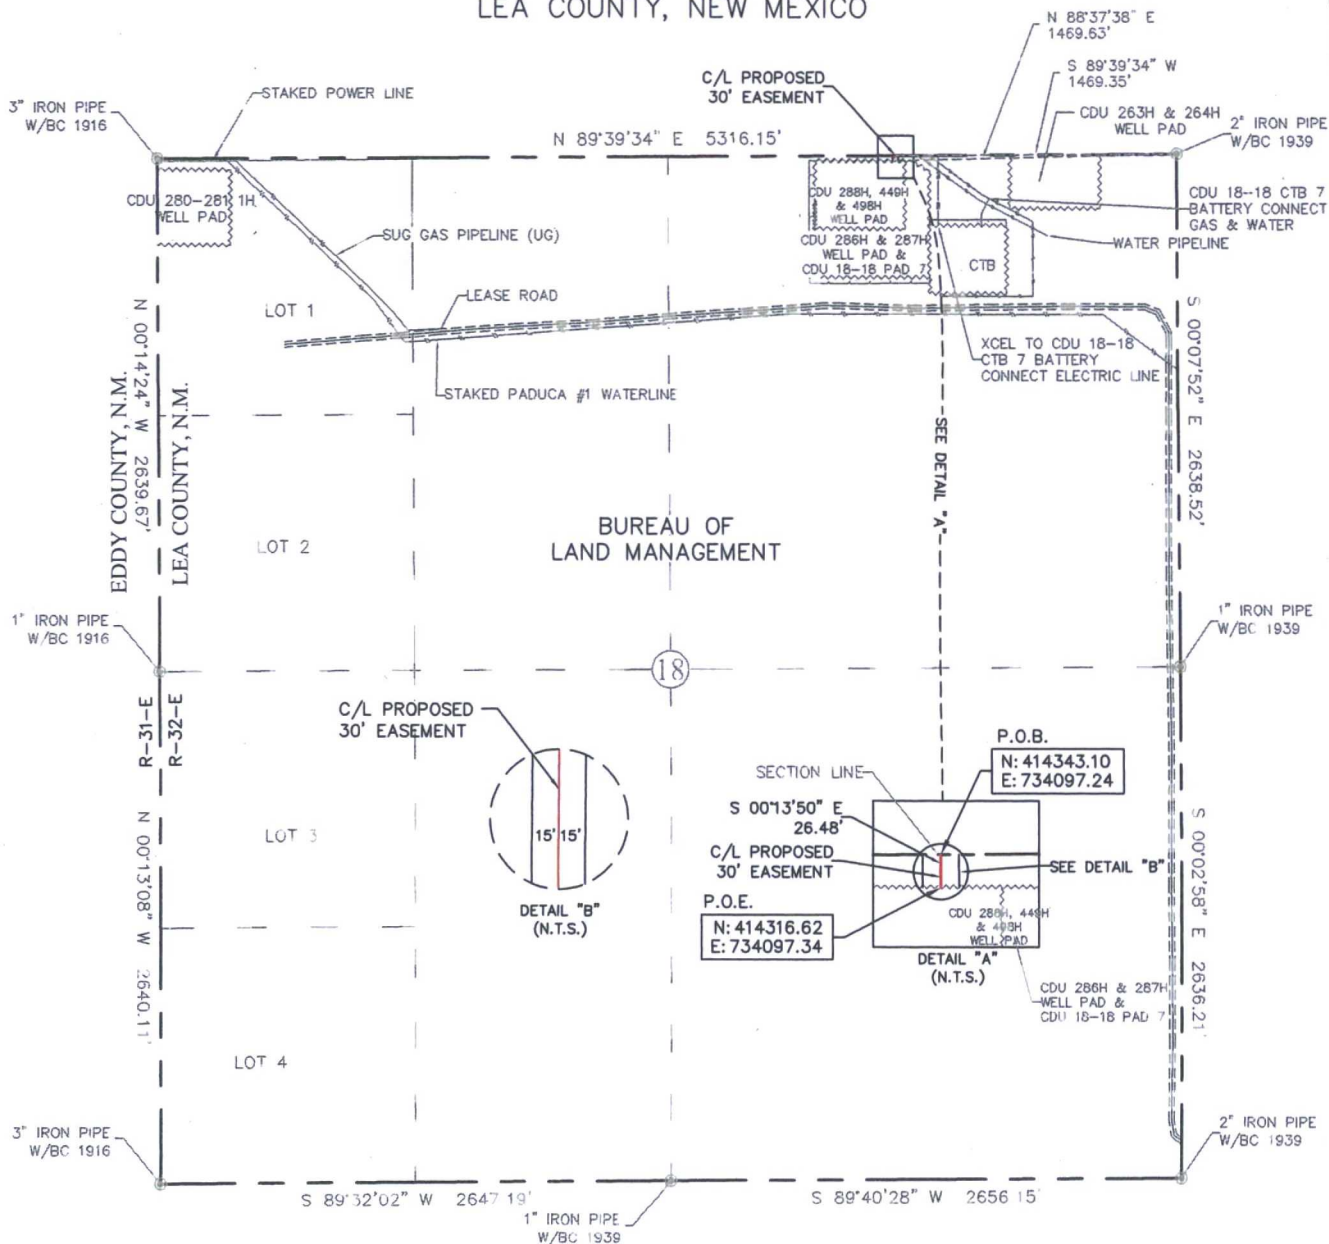 LEA COUNTY, NEW MEXICO
N 88°37'38" E
1469.63'
S 89°39'34" W
1469.35'
C/L PROPOSED
30' EASEMENT
CDU 263H & 264H
WELL PAD
2" IRON PIPE
W/BC 1939
3" IRON PIPE
W/BC 1916
STAKED POWER LINE
N 89°39'34" E 5316.15'
CDU 280-281 1H
WELL PAD
SUG GAS PIPELINE (UG)
CDU 288H, 449H
& 498H
WELL PAD
CDU 286H & 287H
WELL PAD &
CDU 18-18 PAD 7
CTB
CDU 18--18 CTB 7
BATTERY CONNECT
GAS & WATER
WATER PIPELINE
LOT 1
LEASE ROAD
STAKED PADUCA #1 WATERLINE
XCEL TO CDU 18-18
CTB 7 BATTERY
CONNECT ELECTRIC LINE
N 00°14'24" W 2639.67'
S 00°07'52" E 2638.52'
EDDY COUNTY, N.M.
LEA COUNTY, N.M.
SEE DETAIL "A"
LOT 2
BUREAU OF
LAND MANAGEMENT
1" IRON PIPE
W/BC 1916
1" IRON PIPE
W/BC 1939
18
R-31-E
R-32-E
C/L PROPOSED
30' EASEMENT
15' 15'
DETAIL "B"
(N.T.S.)
P.O.B.
N: 414343.10
E: 734097.24
SECTION LINE
S 00°13'50" E
26.48'
C/L PROPOSED
30' EASEMENT
SEE DETAIL "B"
P.O.E.
N: 414316.62
E: 734097.34
CDU 288H, 449H
& 498H
WELL PAD
DETAIL "A"
(N.T.S.)
CDU 286H & 287H
WELL PAD &
CDU 18-18 PAD 7
LOT 3
N 00°13'08" W 2640.11'
S 00°02'58" E 2636.21'
LOT 4
3" IRON PIPE
W/BC 1916
2" IRON PIPE
W/BC 1939
S 89°32'02" W 2647.19'
S 89°40'28" W 2656.15'
1" IRON PIPE
W/BC 1939